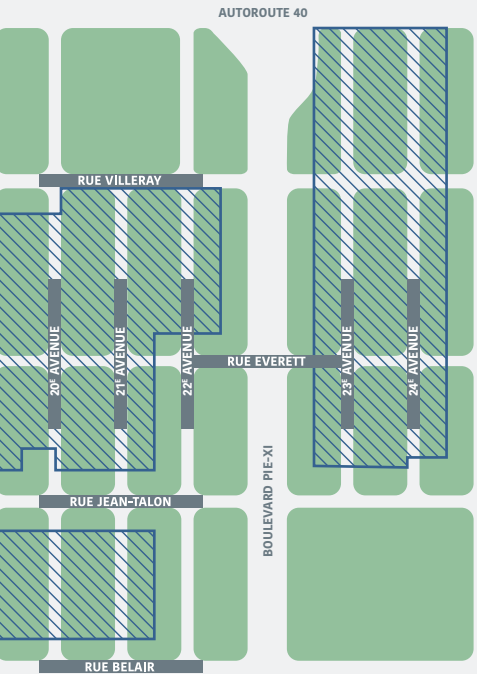 AUTOROUTE 40
RUE VILLERAY
20E AVENUE
21E AVENUE
22E AVENUE
RUE EVERETT
23E AVENUE
24E AVENUE
BOULEVARD PIE-XI
RUE JEAN-TALON
RUE BELAIR